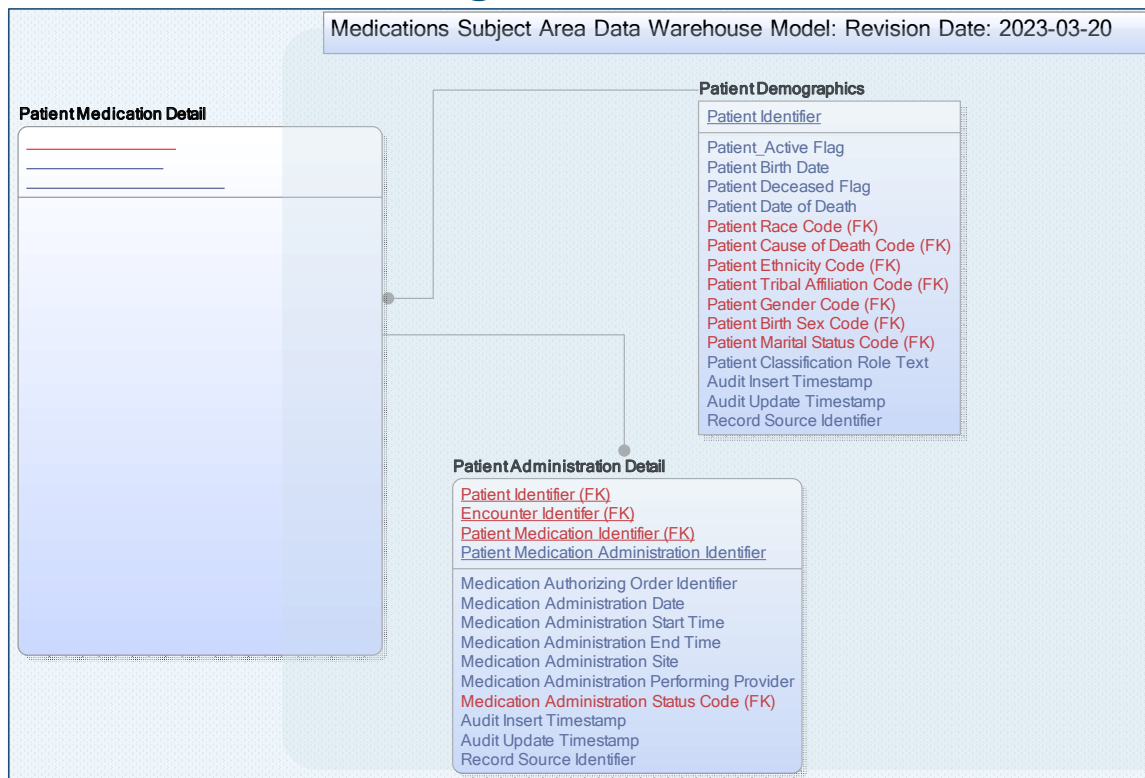 Medications Subject Area Data Warehouse Model: Revision Date: 2023-03-20
Patient Medication Detail
Patient Demographics
Patient Identifier
Patient_Active Flag
Patient Birth Date
Patient Deceased Flag
Patient Date of Death
Patient Race Code (FK)
Patient Cause of Death Code (FK)
Patient Ethnicity Code (FK)
Patient Tribal Affiliation Code (FK)
Patient Gender Code (FK)
Patient Birth Sex Code (FK)
Patient Marital Status Code (FK)
Patient Classification Role Text
Audit Insert Timestamp
Audit Update Timestamp
Record Source Identifier
Patient Administration Detail
Patient Identifier (FK)
Encounter Identifer (FK)
Patient Medication Identifier (FK)
Patient Medication Administration Identifier
Medication Authorizing Order Identifier
Medication Administration Date
Medication Administration Start Time
Medication Administration End Time
Medication Administration Site
Medication Administration Performing Provider
Medication Administration Status Code (FK)
Audit Insert Timestamp
Audit Update Timestamp
Record Source Identifier